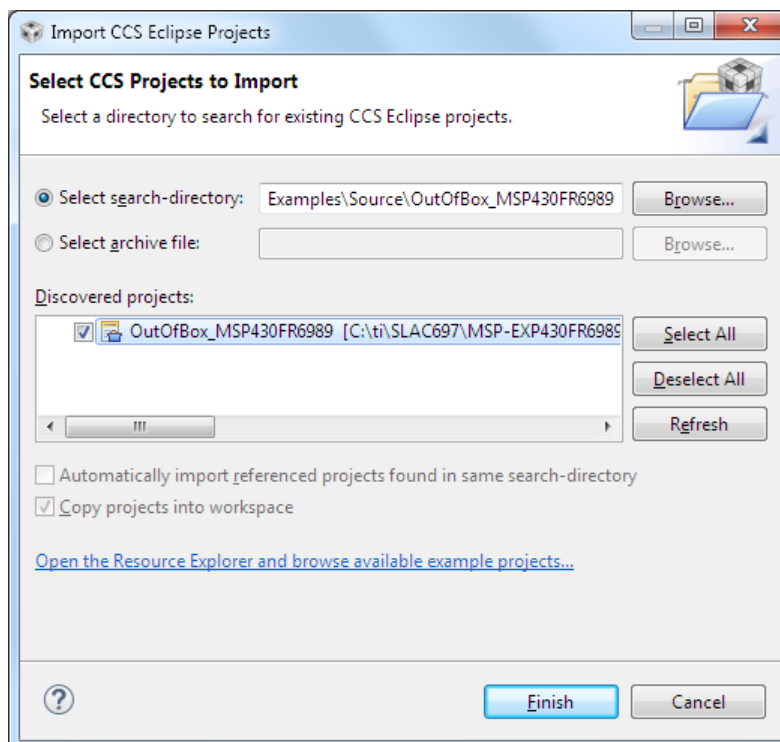 Import CCS Eclipse Projects
Select CCS Projects to Import
Select a directory to search for existing CCS Eclipse projects.
Select search-directory: Examples\Source\OutOfBox_MSP430FR6989 Browse...
Select archive file: Browse...
Discovered projects:
OutOfBox_MSP430FR6989 [C:\ti\SLAC697\MSP-EXP430FR6989 Select All
Deselect All
Refresh
Automatically import referenced projects found in same search-directory
Copy projects into workspace
Open the Resource Explorer and browse available example projects...
? Finish Cancel